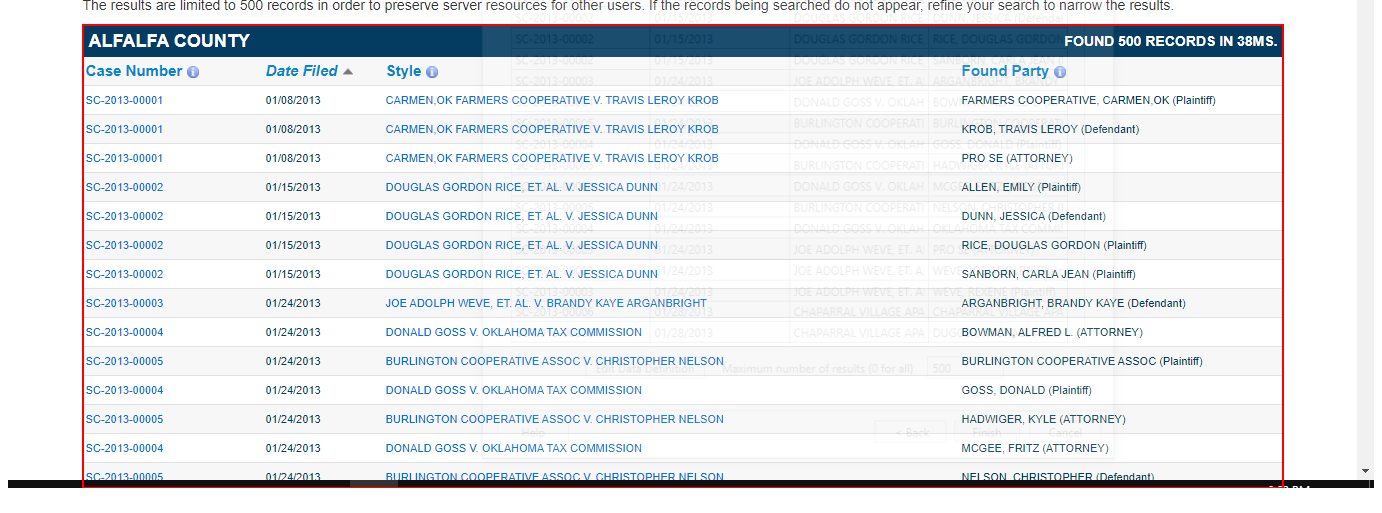 The results are limited to 500 records in order to preserve server resources for other users. If the records being searched do not appear, refine your search to narrow the results.
ALFALFA COUNTY FOUND 500 RECORDS IN 38MS.
Case Number Date Filed Style Found Party
SC-2013-00001 01/08/2013 CARMEN,OK FARMERS COOPERATIVE V. TRAVIS LEROY KROB FARMERS COOPERATIVE, CARMEN,OK (Plaintiff)
SC-2013-00001 01/08/2013 CARMEN,OK FARMERS COOPERATIVE V. TRAVIS LEROY KROB KROB, TRAVIS LEROY (Defendant)
SC-2013-00001 01/08/2013 CARMEN,OK FARMERS COOPERATIVE V. TRAVIS LEROY KROB PRO SE (ATTORNEY)
SC-2013-00002 01/15/2013 DOUGLAS GORDON RICE, ET. AL. V. JESSICA DUNN ALLEN, EMILY (Plaintiff)
SC-2013-00002 01/15/2013 DOUGLAS GORDON RICE, ET. AL. V. JESSICA DUNN DUNN, JESSICA (Defendant)
SC-2013-00002 01/15/2013 DOUGLAS GORDON RICE, ET. AL. V. JESSICA DUNN RICE, DOUGLAS GORDON (Plaintiff)
SC-2013-00002 01/15/2013 DOUGLAS GORDON RICE, ET. AL. V. JESSICA DUNN SANBORN, CARLA JEAN (Plaintiff)
SC-2013-00003 01/24/2013 JOE ADOLPH WEVE, ET. AL. V. BRANDY KAYE ARGANBRIGHT ARGANBRIGHT, BRANDY KAYE (Defendant)
SC-2013-00004 01/24/2013 DONALD GOSS V. OKLAHOMA TAX COMMISSION BOWMAN, ALFRED L. (ATTORNEY)
SC-2013-00005 01/24/2013 BURLINGTON COOPERATIVE ASSOC V. CHRISTOPHER NELSON BURLINGTON COOPERATIVE ASSOC (Plaintiff)
SC-2013-00004 01/24/2013 DONALD GOSS V. OKLAHOMA TAX COMMISSION GOSS, DONALD (Plaintiff)
SC-2013-00005 01/24/2013 BURLINGTON COOPERATIVE ASSOC V. CHRISTOPHER NELSON HADWIGER, KYLE (ATTORNEY)
SC-2013-00004 01/24/2013 DONALD GOSS V. OKLAHOMA TAX COMMISSION MCGEE, FRITZ (ATTORNEY)
SC-2013-00005 01/24/2013 BURLINGTON COOPERATIVE ASSOC V. CHRISTOPHER NELSON NELSON, CHRISTOPHER (Defendant)